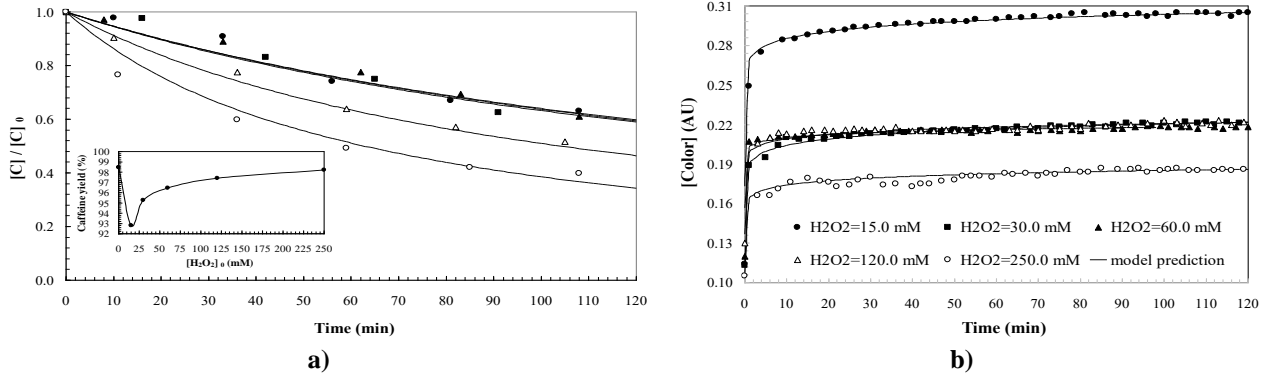 1.0
0.8
0.6
0.4
0.2
0.0
[C] / [C] 0
0 10 20 30 40 50 60 70 80 90 100 110 120
Time (min)
100
99
98
97
96
95
94
93
92
Caffeine yield (%)
0 25 50 75 100 125 150 175 200 225 250
[H₂O₂] ₀ (mM)
a)
0.31
0.28
0.25
0.22
0.19
0.16
0.13
0.10
[Color] (AU)
H2O2=15.0 mM H2O2=30.0 mM H2O2=60.0 mM
H2O2=120.0 mM H2O2=250.0 mM model prediction
0 10 20 30 40 50 60 70 80 90 100 110 120
Time (min)
b)